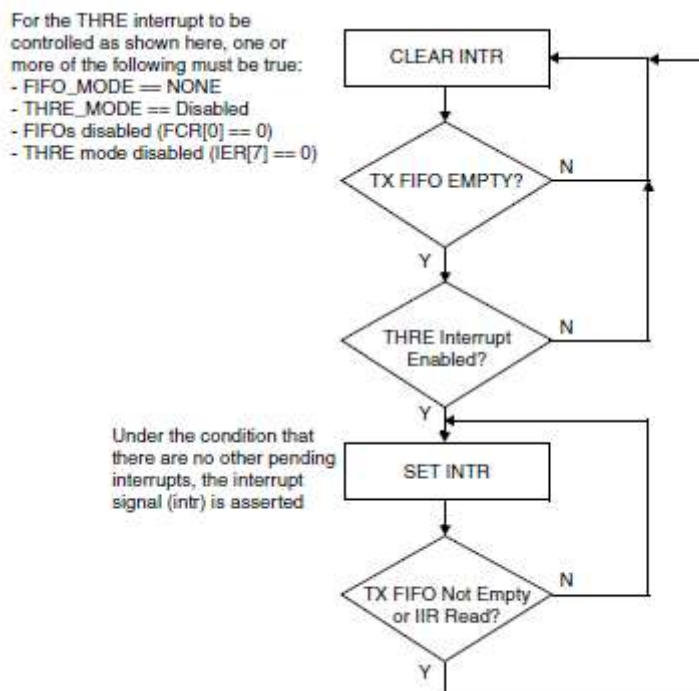 For the THRE interrupt to be
controlled as shown here, one or
more of the following must be true:
- FIFO_MODE == NONE
- THRE_MODE == Disabled
- FIFOs disabled (FCR[0] == 0)
- THRE mode disabled (IER[7] == 0)
CLEAR INTR
TX FIFO EMPTY?
N
Y
THRE Interrupt
Enabled?
N
Y
Under the condition that
there are no other pending
interrupts, the interrupt
signal (intr) is asserted
SET INTR
TX FIFO Not Empty
or IIR Read?
N
Y